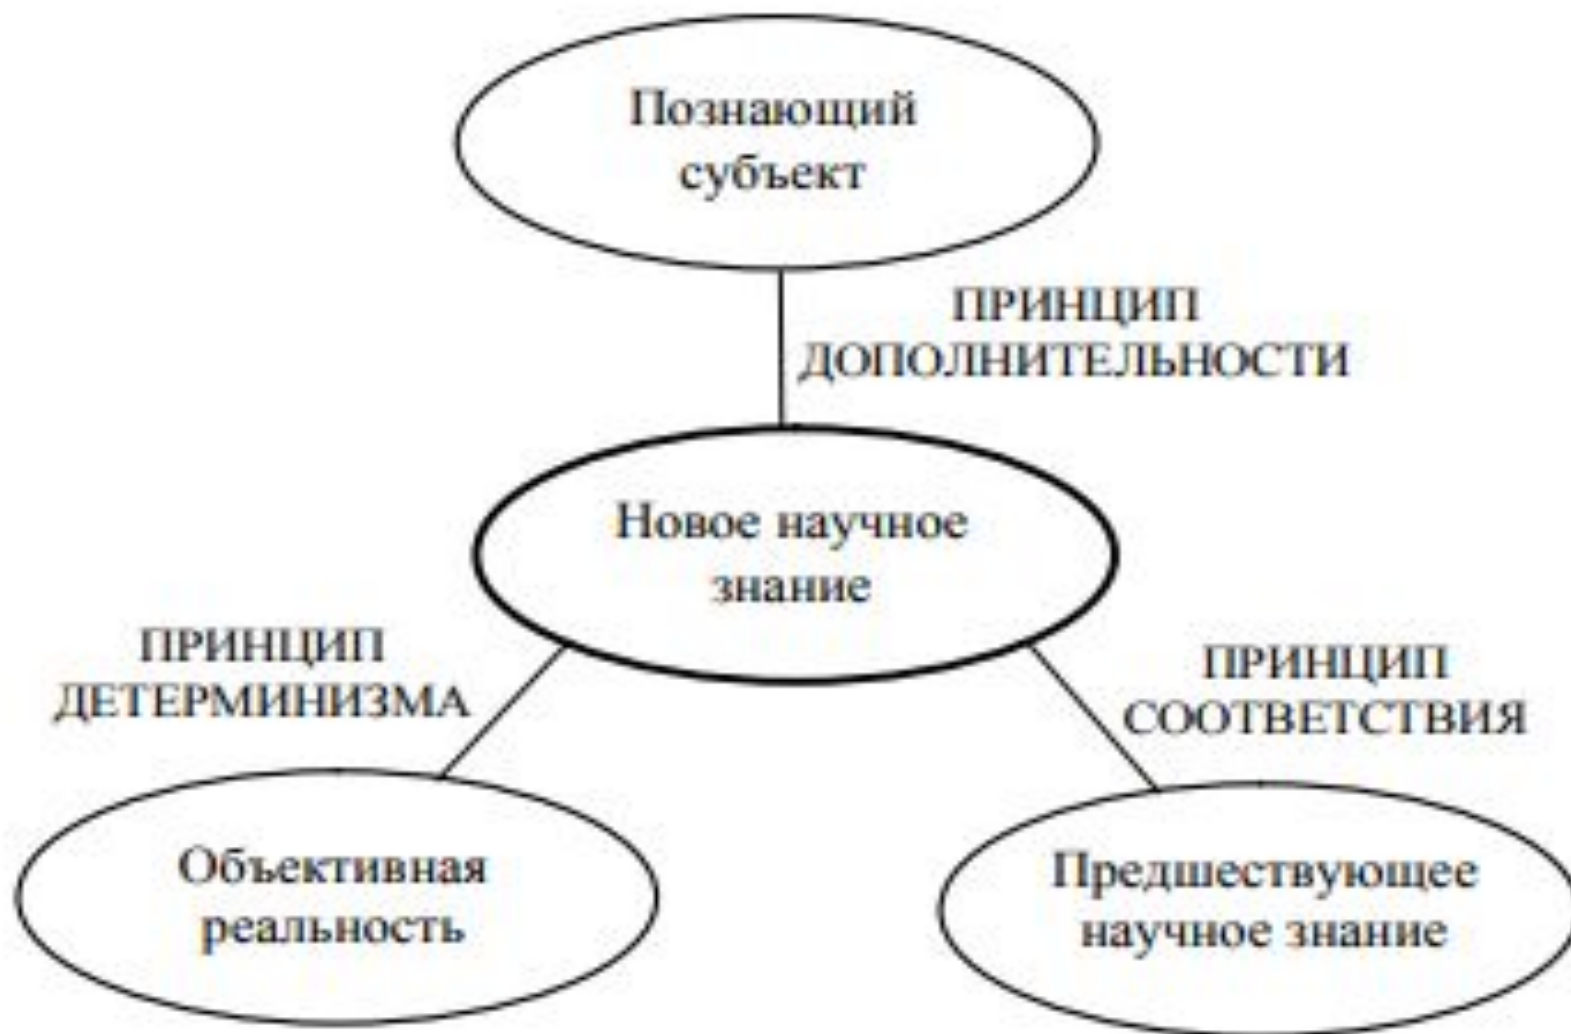 Познающий
субъект
ПРИНЦИП
ДОПОЛНИТЕЛЬНОСТИ
Новое научное
знание
ПРИНЦИП
ДЕТЕРМИНИЗМА
ПРИНЦИП
СООТВЕТСТВИЯ
Объективная
реальность
Предшествующее
научное знание